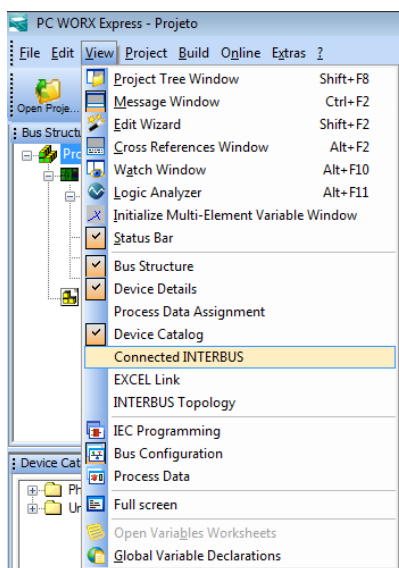 PC WORX Express - Projeto
File Edit View Project Build Online Extras ?
Open Proje...
Project Tree Window Shift+F8
Message Window Ctrl+F2
Edit Wizard Shift+F2
Cross References Window Alt+F2
Watch Window Alt+F10
Logic Analyzer Alt+F11
Initialize Multi-Element Variable Window
Status Bar
Bus Structu
Pro
Bus Structure
Device Details
Process Data Assignment
Device Catalog
Connected INTERBUS
EXCEL Link
INTERBUS Topology
IEC Programming
Bus Configuration
Process Data
Full screen
Open Variables Worksheets
Global Variable Declarations
Device Cat
Ph
Ur